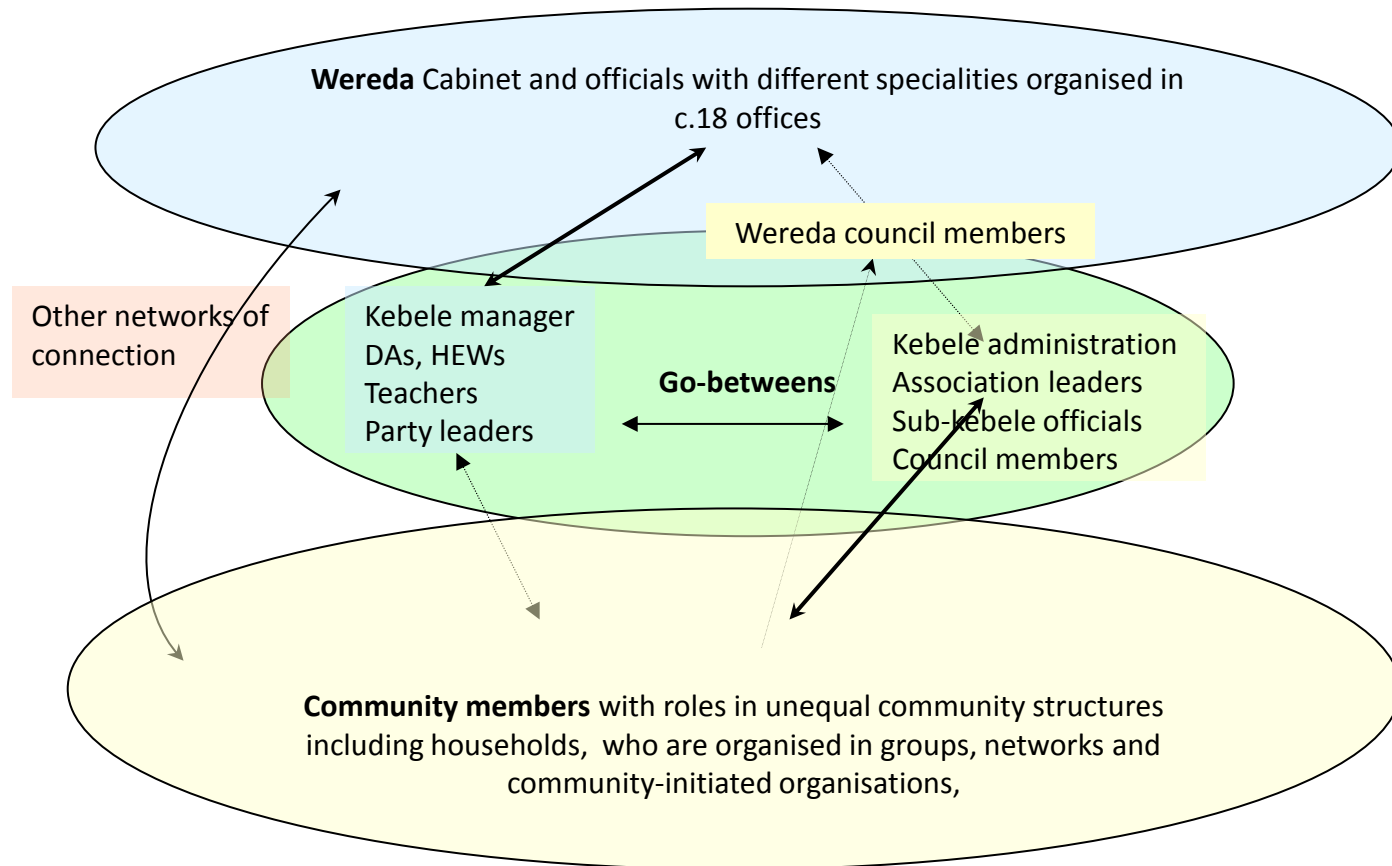 Wereda Cabinet and officials with different specialities organised in
c.18 offices
Wereda council members
Other networks of
connection
Kebele manager
DAs, HEWs
Teachers
Party leaders
Go-betweens
Kebele administration
Association leaders
Sub-kebele officials
Council members
Community members with roles in unequal community structures
including households,  who are organised in groups, networks and
community-initiated organisations,